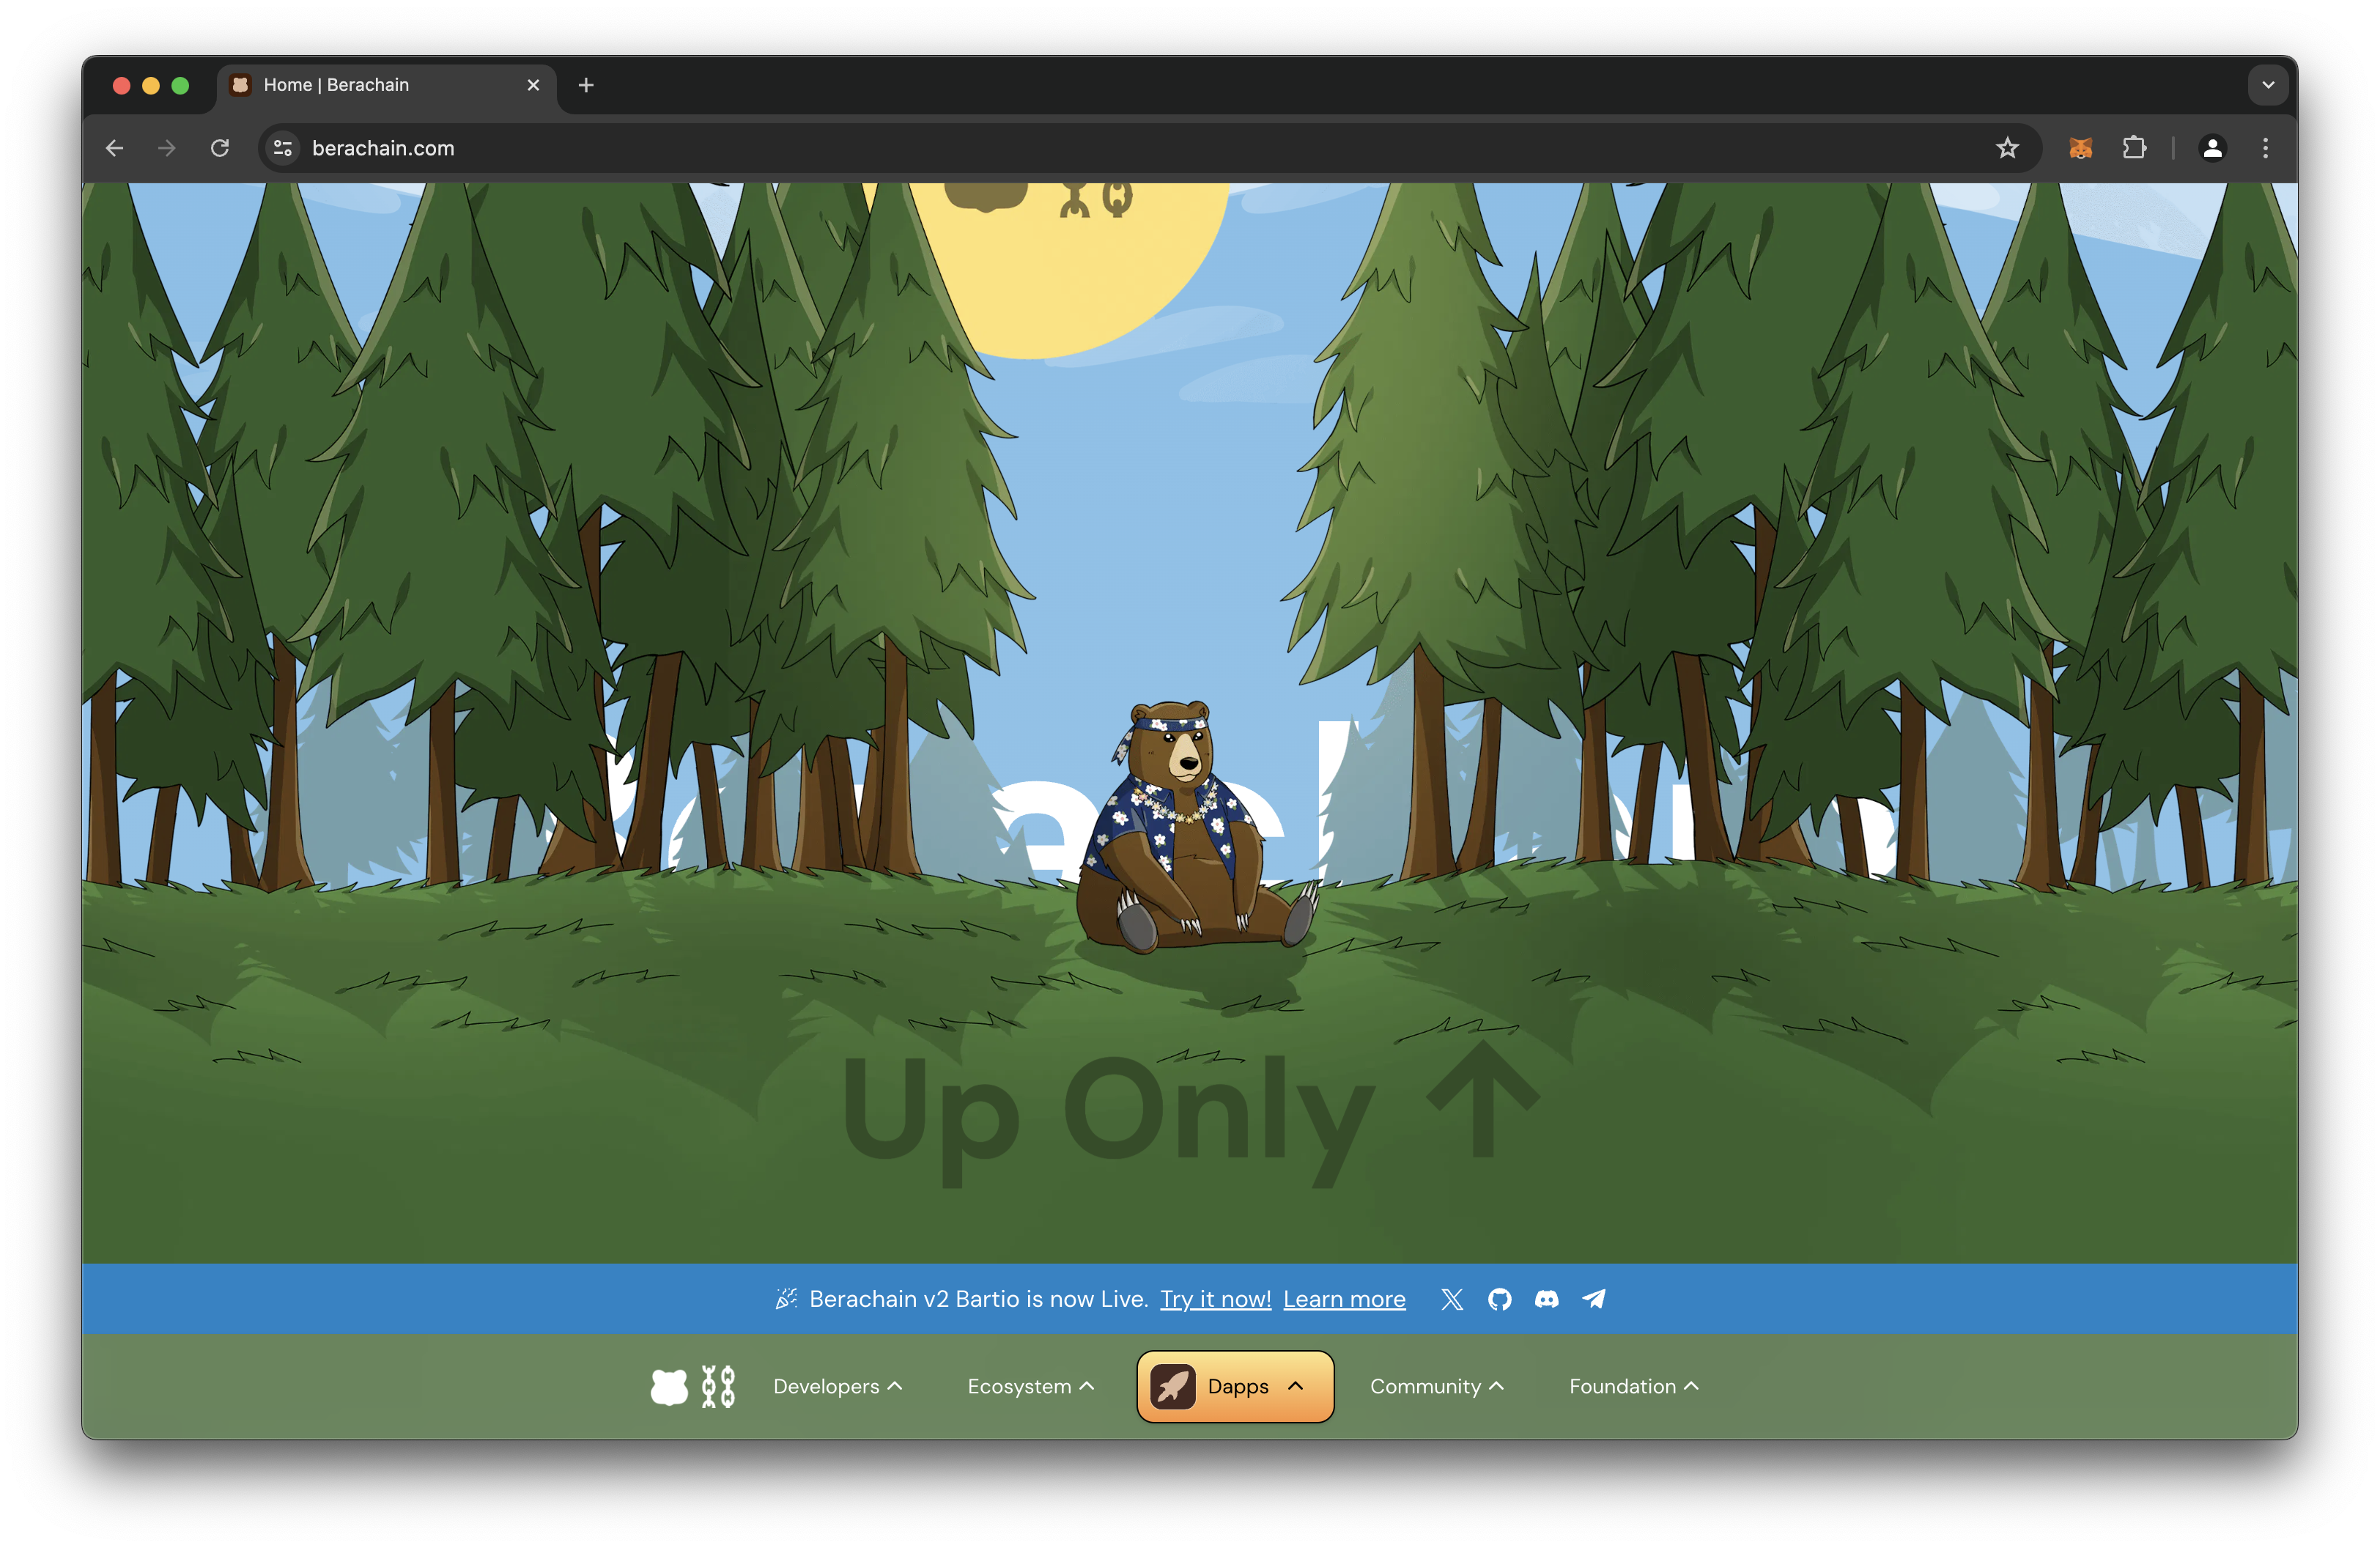 Home | Berachain
berachain.com
Up Only ↑
Berachain v2 Bartio is now Live. Try it now! Learn more
Developers Ecosystem Dapps Community Foundation